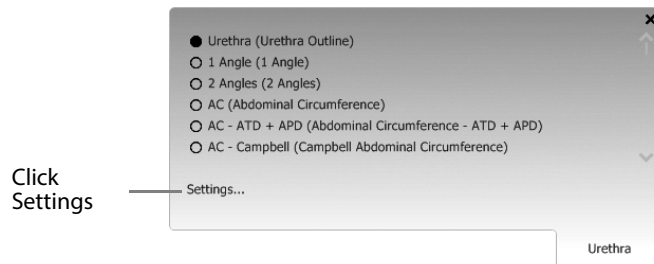 Urethra (Urethra Outline)
1 Angle (1 Angle)
2 Angles (2 Angles)
AC (Abdominal Circumference)
AC - ATD + APD (Abdominal Circumference - ATD + APD)
AC - Campbell (Campbell Abdominal Circumference)
Click
Settings
Settings...
Urethra